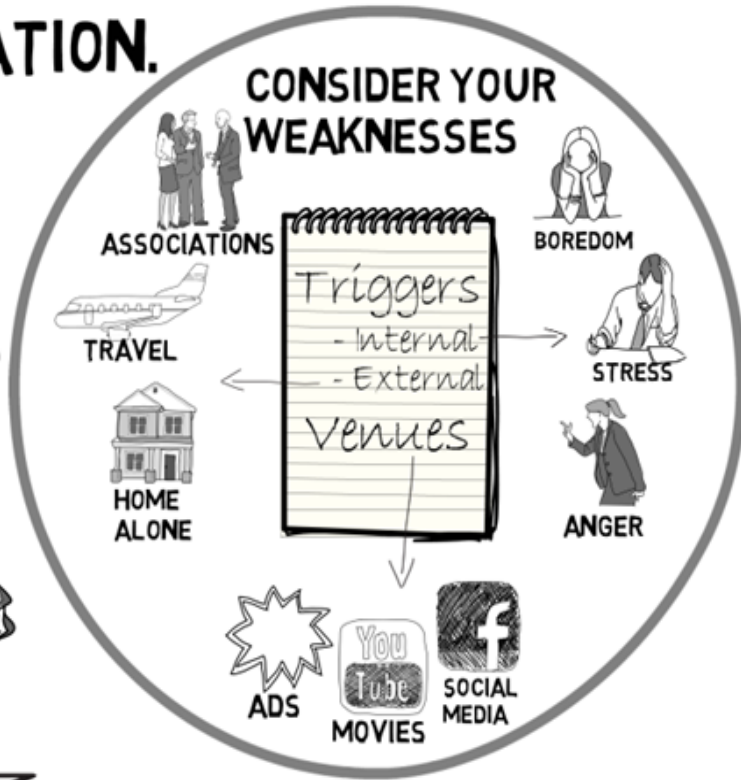 ATION.
CONSIDER YOUR
WEAKNESSES
ASSOCIATIONS
BOREDOM
Triggers
- Internal
- External
Venues
TRAVEL
STRESS
HOME
ALONE
ANGER
ADS
You
Tube
MOVIES
f
SOCIAL
MEDIA